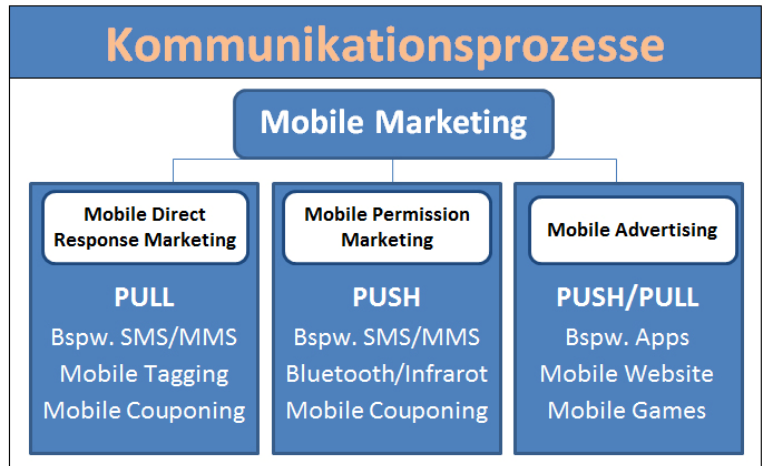 Kommunikationsprozesse
Mobile Marketing
Mobile Direct
Response Marketing
PULL
Bspw. SMS/MMS
Mobile Tagging
Mobile Couponing
Mobile Permission
Marketing
PUSH
Bspw. SMS/MMS
Bluetooth/Infrarot
Mobile Couponing
Mobile Advertising
PUSH/PULL
Bspw. Apps
Mobile Website
Mobile Games